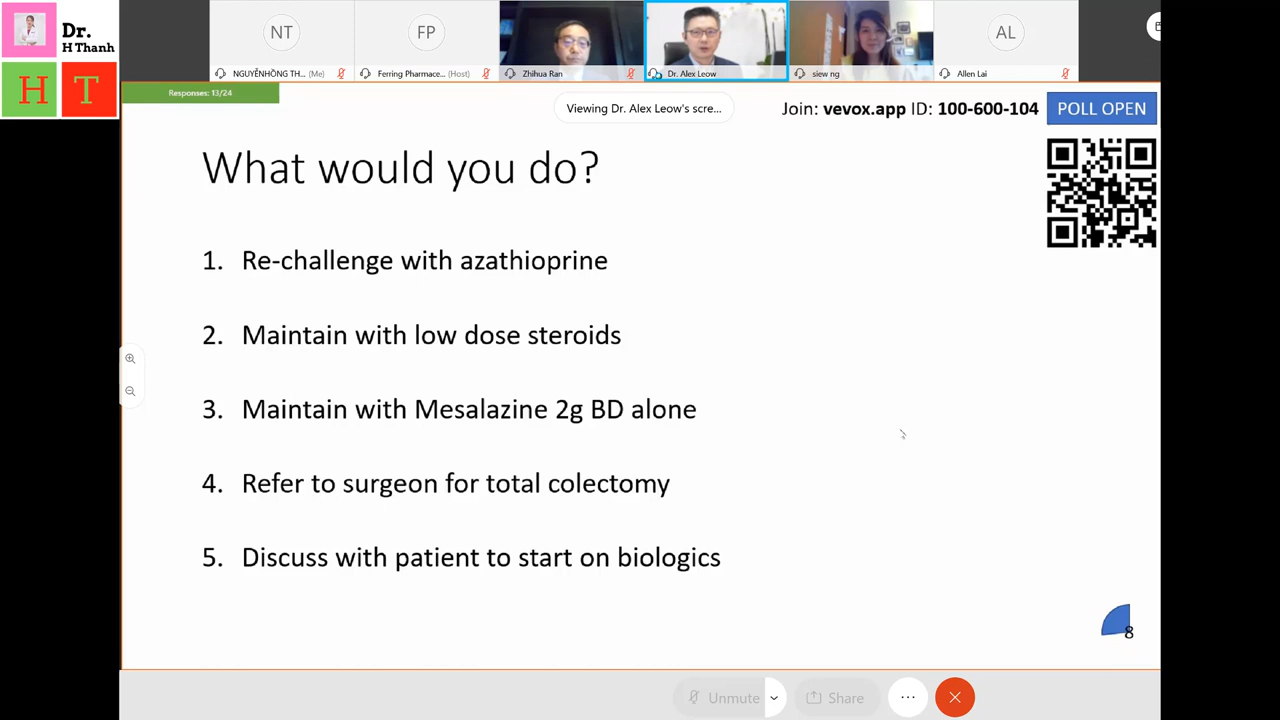 Dr.
H Thanh
H T
NT
FP
AL
NGUYỄNHỒNG TH... (Me)
Ferring Pharmace... (Host)
Zhihua Ran
Dr. Alex Leow
siew ng
Allen Lai
Responses: 13/24
Viewing Dr. Alex Leow's scre...
Join: vevox.app ID: 100-600-104
POLL OPEN
What would you do?
1. Re-challenge with azathioprine
2. Maintain with low dose steroids
3. Maintain with Mesalazine 2g BD alone
4. Refer to surgeon for total colectomy
5. Discuss with patient to start on biologics
8
Unmute
Share